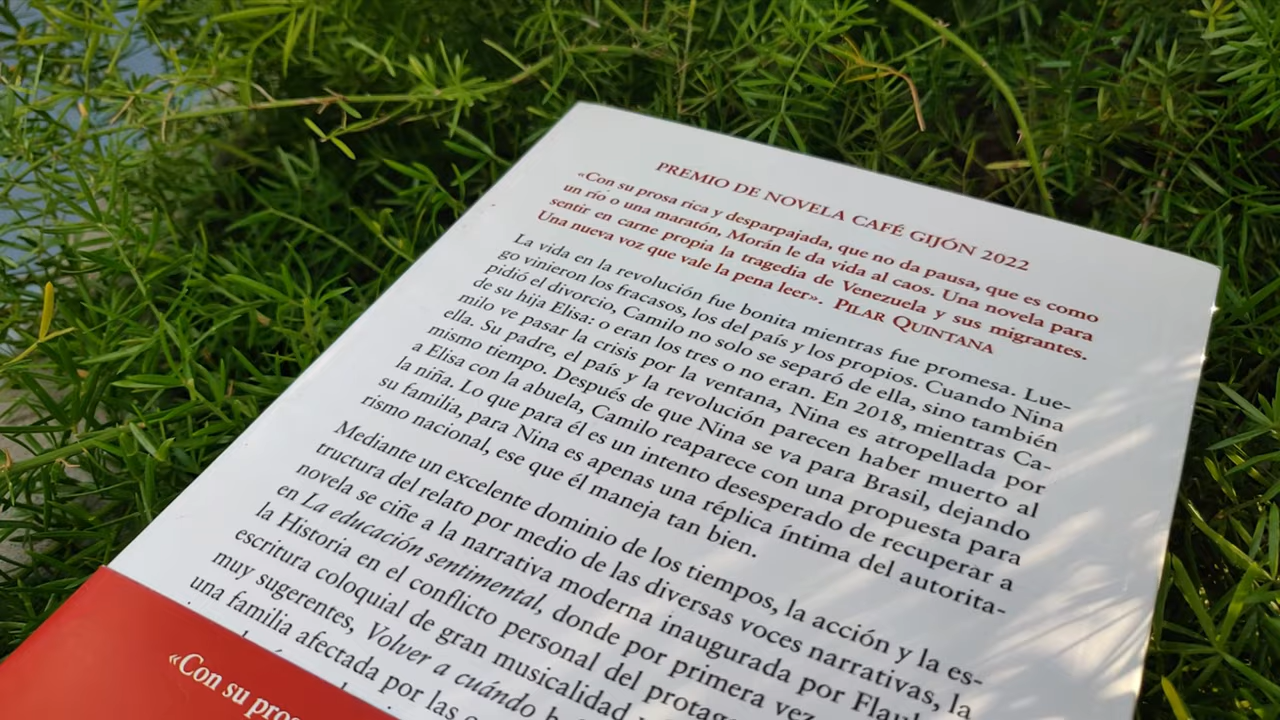 PREMIO DE NOVELA CAFÉ GIJÓN 2022
«Con su prosa rica y desparpajada, que no da pausa, que es como
un río o una maratón, Morán le da vida al caos. Una novela para
sentir en carne propia la tragedia de Venezuela y sus migrantes.
Una nueva voz que vale la pena leer». PILAR QUINTANA
La vida en la revolución fue bonita mientras fue promesa. Lue-
go vinieron los fracasos, los del país y los propios. Cuando Nina
pidió el divorcio, Camilo no solo se separó de ella, sino también
de su hija Elisa: o eran los tres o no eran. En 2018, mientras Ca-
milo ve pasar la crisis por la ventana, Nina es atropellada por
ella. Su padre, el país y la revolución parecen haber muerto al
mismo tiempo. Después de que Nina se va para Brasil, dejando
a Elisa con la abuela, Camilo reaparece con una propuesta para
la niña. Lo que para él es un intento desesperado de recuperar a
su familia, para Nina es apenas una réplica íntima del autorita-
rismo nacional, ese que él maneja tan bien.
Mediante un excelente dominio de los tiempos, la acción y la es-
tructura del relato por medio de las diversas voces narrativas, la
novela se ciñe a la narrativa moderna inaugurada por
en La educación sentimental, donde por primera vez
la Historia en el conflicto personal del
escritura coloquial de gran musicalidad
muy sugerentes, Volver a cuándo
una familia afectada por las
«Con su